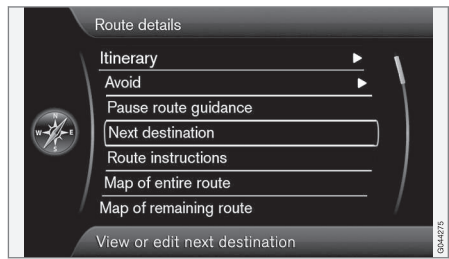 Route details
Itinerary
Avoid
Pause route guidance
Next destination
Route instructions
Map of entire route
Map of remaining route
View or edit next destination
N
W E
S
G044275